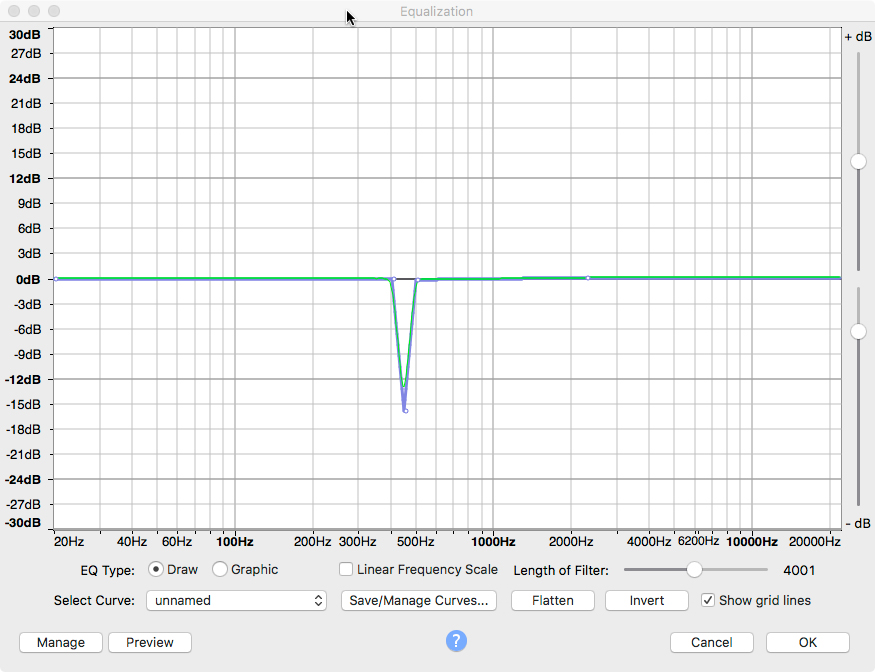 Equalization
30dB
+ dB
27dB
24dB
21dB
18dB
15dB
12dB
9dB
6dB
3dB
0dB
-3dB
-6dB
-9dB
-12dB
-15dB
-18dB
-21dB
-24dB
-27dB
-30dB
- dB
20Hz 40Hz 60Hz 100Hz 200Hz 300Hz 500Hz 1000Hz 2000Hz 4000Hz 6200Hz 10000Hz 20000Hz
EQ Type: Draw Graphic Linear Frequency Scale Length of Filter: 4001
Select Curve: unnamed Save/Manage Curves... Flatten Invert Show grid lines
Manage Preview ? Cancel OK